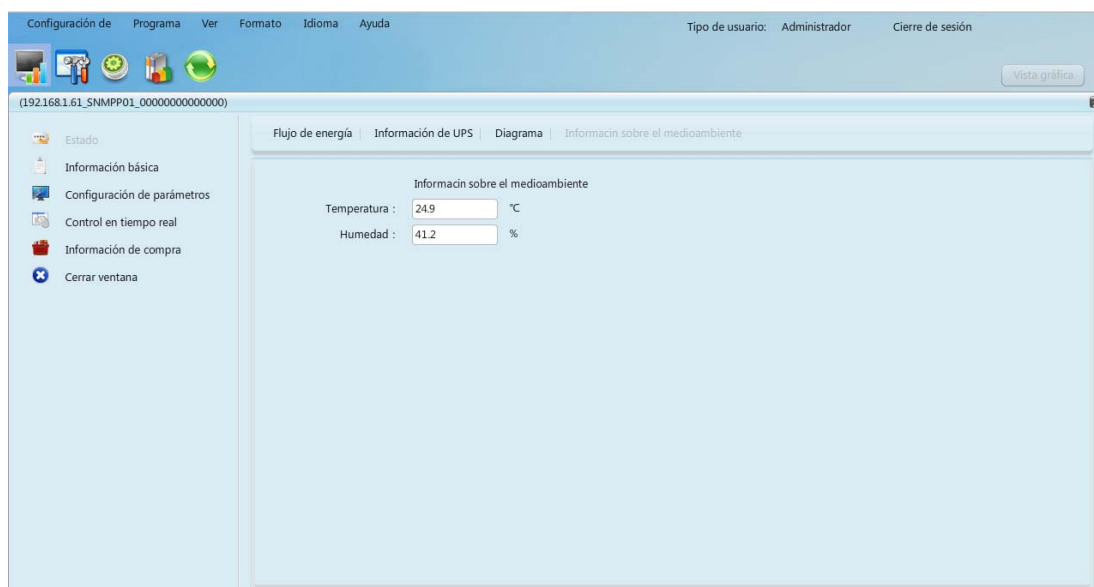 Configuración de Programa Ver Formato Idioma Ayuda Tipo de usuario: Administrador Cierre de sesión
Vista gráfica
(192.168.1.61_SNMPP01_00000000000000)
Estado
Información básica
Configuración de parámetros
Control en tiempo real
Información de compra
Cerrar ventana
Flujo de energía Información de UPS Diagrama Informacin sobre el medioambiente
Informacin sobre el medioambiente
Temperatura : 24.9 °C
Humedad : 41.2 %